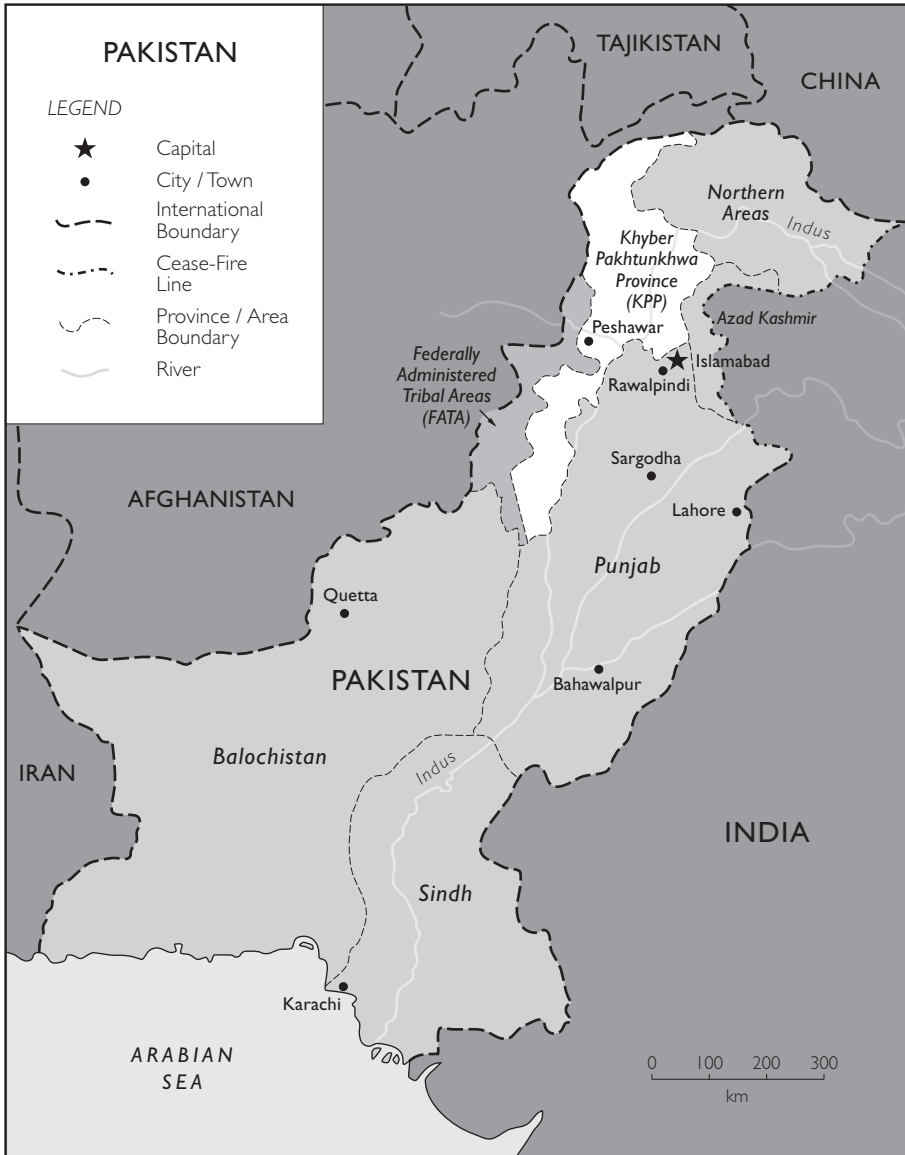 PAKISTAN
LEGEND
Capital
City / Town
International
Boundary
Cease-Fire
Line
Province / Area
Boundary
River
TAJIKISTAN
CHINA
Northern
Areas
Indus
Khyber
Pakhtunkhwa
Province
(KPP)
Azad Kashmir
Peshawar
Islamabad
Rawalpindi
Federally
Administered
Tribal Areas
(FATA)
Sargodha
AFGHANISTAN
Lahore
Punjab
Quetta
PAKISTAN
Bahawalpur
Balochistan
Indus
IRAN
INDIA
Sindh
Karachi
ARABIAN
SEA
0 100 200 300
km